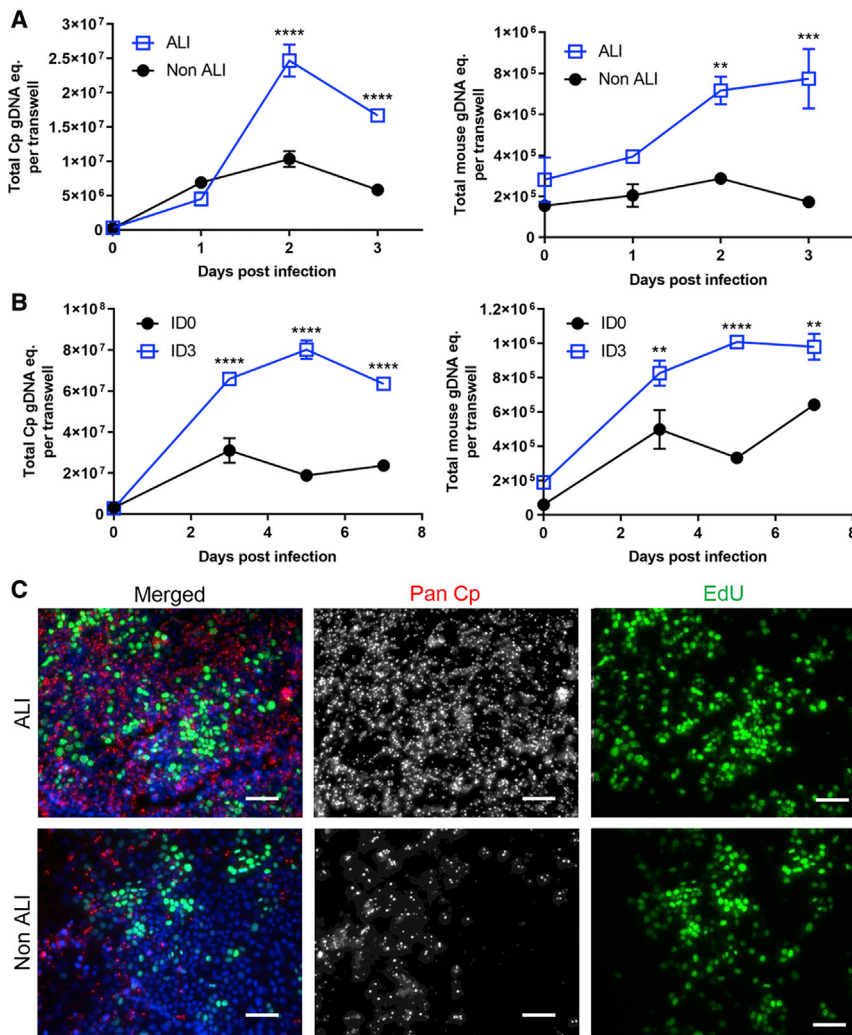 A
Total Cp gDNA eq.
per transwell
3×10⁷
2.5×10⁷
2×10⁷
1.5×10⁷
1×10⁷
5×10⁶
0
ALI
Non ALI
****
****
0 1 2 3
Days post infection
Total mouse gDNA eq.
per transwell
1×10⁶
8×10⁵
6×10⁵
4×10⁵
2×10⁵
0
ALI
Non ALI
**
***
0 1 2 3
Days post infection
B
Total Cp gDNA eq.
per transwell
1×10⁸
8×10⁷
6×10⁷
4×10⁷
2×10⁷
0
ID0
ID3
****
****
****
0 2 4 6 8
Days post infection
Total mouse gDNA eq.
per transwell
1.2×10⁶
1×10⁶
8×10⁵
6×10⁵
4×10⁵
2×10⁵
0
ID0
ID3
**
****
**
0 2 4 6 8
Days post infection
C
Merged Pan Cp EdU
ALI
Non ALI